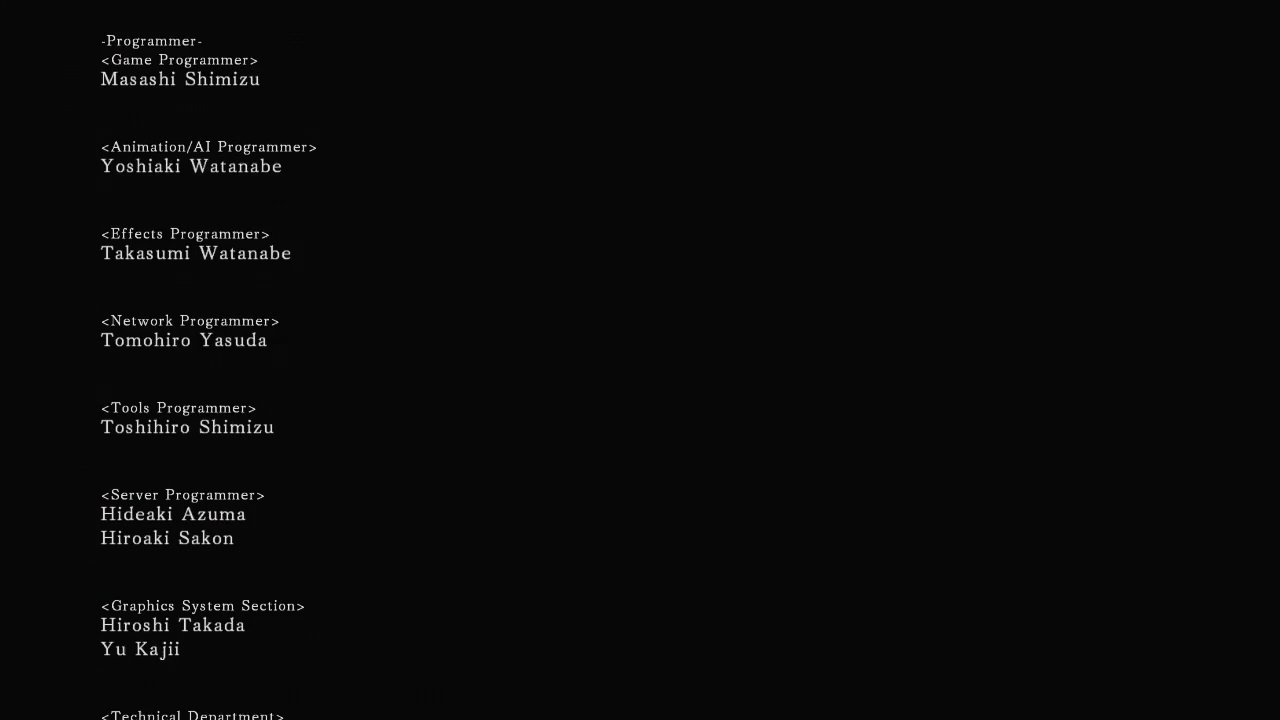 -Programmer-
<Game Programmer>
Masashi Shimizu
<Animation/AI Programmer>
Yoshiaki Watanabe
<Effects Programmer>
Takasumi Watanabe
<Network Programmer>
Tomohiro Yasuda
<Tools Programmer>
Toshihiro Shimizu
<Server Programmer>
Hideaki Azuma
Hiroaki Sakon
<Graphics System Section>
Hiroshi Takada
Yu Kajii
<Technical Department>